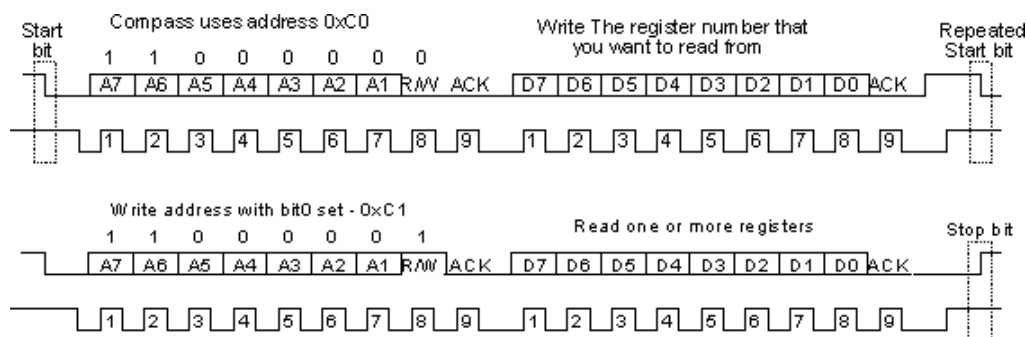 Start bit
Compass uses address 0xC0
Write The register number that
you want to read from
Repeated Start bit
1 1 0 0 0 0 0 0
A7 A6 A5 A4 A3 A2 A1 R/W ACK D7 D6 D5 D4 D3 D2 D1 D0 ACK
1 2 3 4 5 6 7 8 9 1 2 3 4 5 6 7 8 9
Write address with bit0 set - 0xC1
Read one or more registers
Stop bit
1 1 0 0 0 0 0 1
A7 A6 A5 A4 A3 A2 A1 R/W ACK D7 D6 D5 D4 D3 D2 D1 D0 ACK
1 2 3 4 5 6 7 8 9 1 2 3 4 5 6 7 8 9